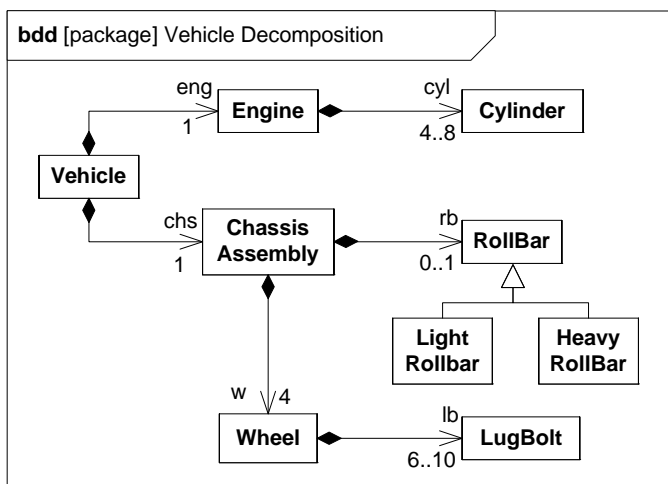 bdd [package] Vehicle Decomposition
eng
1
Engine
cyl
4..8
Cylinder
Vehicle
chs
1
Chassis
Assembly
rb
0..1
RollBar
Light
Rollbar
Heavy
RollBar
w
4
Wheel
lb
6..10
LugBolt